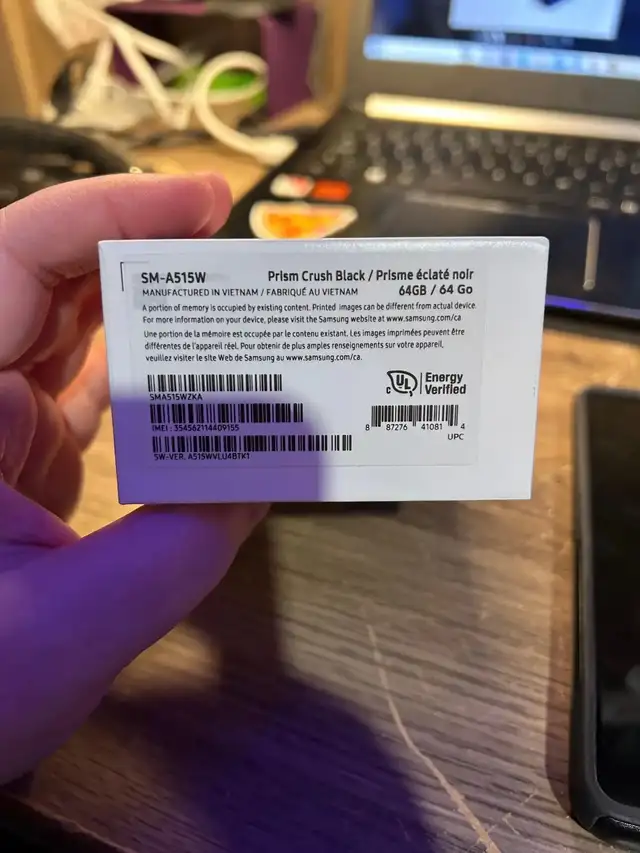 SM-A515W
Prism Crush Black / Prisme éclaté noir
MANUFACTURED IN VIETNAM / FABRIQUÉ AU VIETNAM
64GB / 64 Go
A portion of memory is occupied by existing content. Printed images can be different from actual device.
For more information on your device, please visit the Samsung website at www.samsung.com/ca
Une portion de la mémoire est occupée par le contenu existant. Les images imprimées peuvent être
différentes de l'appareil réel. Pour obtenir de plus amples renseignements sur votre appareil,
veuillez visiter le site Web de Samsung au www.samsung.com/ca.
SMA515WZKA
IMEI : 354562114409155
SW-VER. A515WVLU4BTK1
c UL Energy
Verified
8 87276 41081 4
UPC